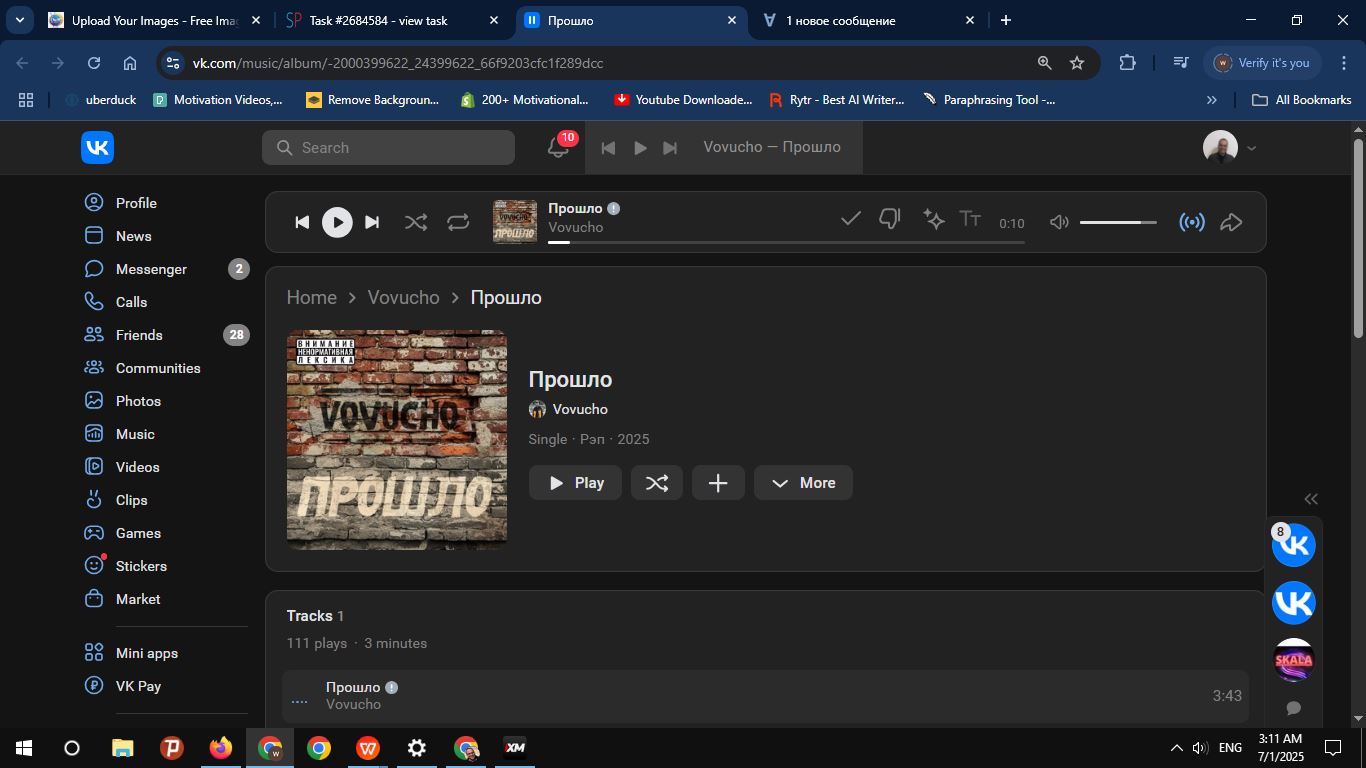 Upload Your Images - Free Imag
Task #2684584 - view task
Прошло
1 новое сообщение
vk.com/music/album/-2000399622_24399622_66f9203cfc1f289dcc
w
Verify it's you
uberduck
Motivation Videos,...
Remove Backgroun...
200+ Motivational...
Youtube Downloade...
Rytr - Best AI Writer...
Paraphrasing Tool -...
All Bookmarks
Search
10
Vovucho — Прошло
Profile
News
Messenger
2
Calls
Friends
28
Communities
Photos
Music
Videos
Clips
Games
Stickers
Market
Mini apps
VK Pay
Прошло
Vovucho
0:10
Home > Vovucho > Прошло
ВНИМАНИЕ
НЕНОРМАТИВНАЯ
ЛЕКСИКА
VOVUCHO
ПРОШЛО
Прошло
Vovucho
Single · Рэп · 2025
Play
More
8
SKALA
Tracks 1
111 plays · 3 minutes
Прошло
Vovucho
3:43
XM
ENG
3:11 AM
7/1/2025